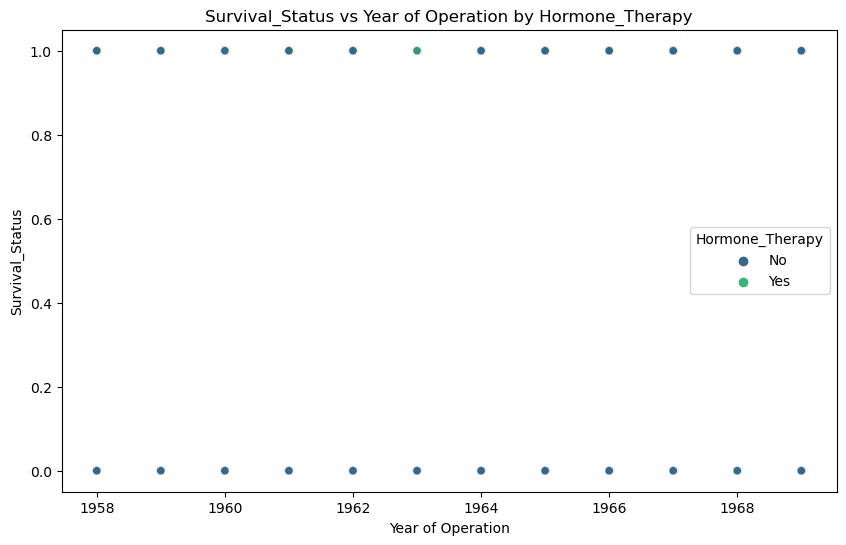 Survival_Status vs Year of Operation by Hormone_Therapy
1.0
0.8
0.6
0.4
0.2
0.0
Survival_Status
Hormone_Therapy
No
Yes
1958
1960
1962
1964
1966
1968
Year of Operation